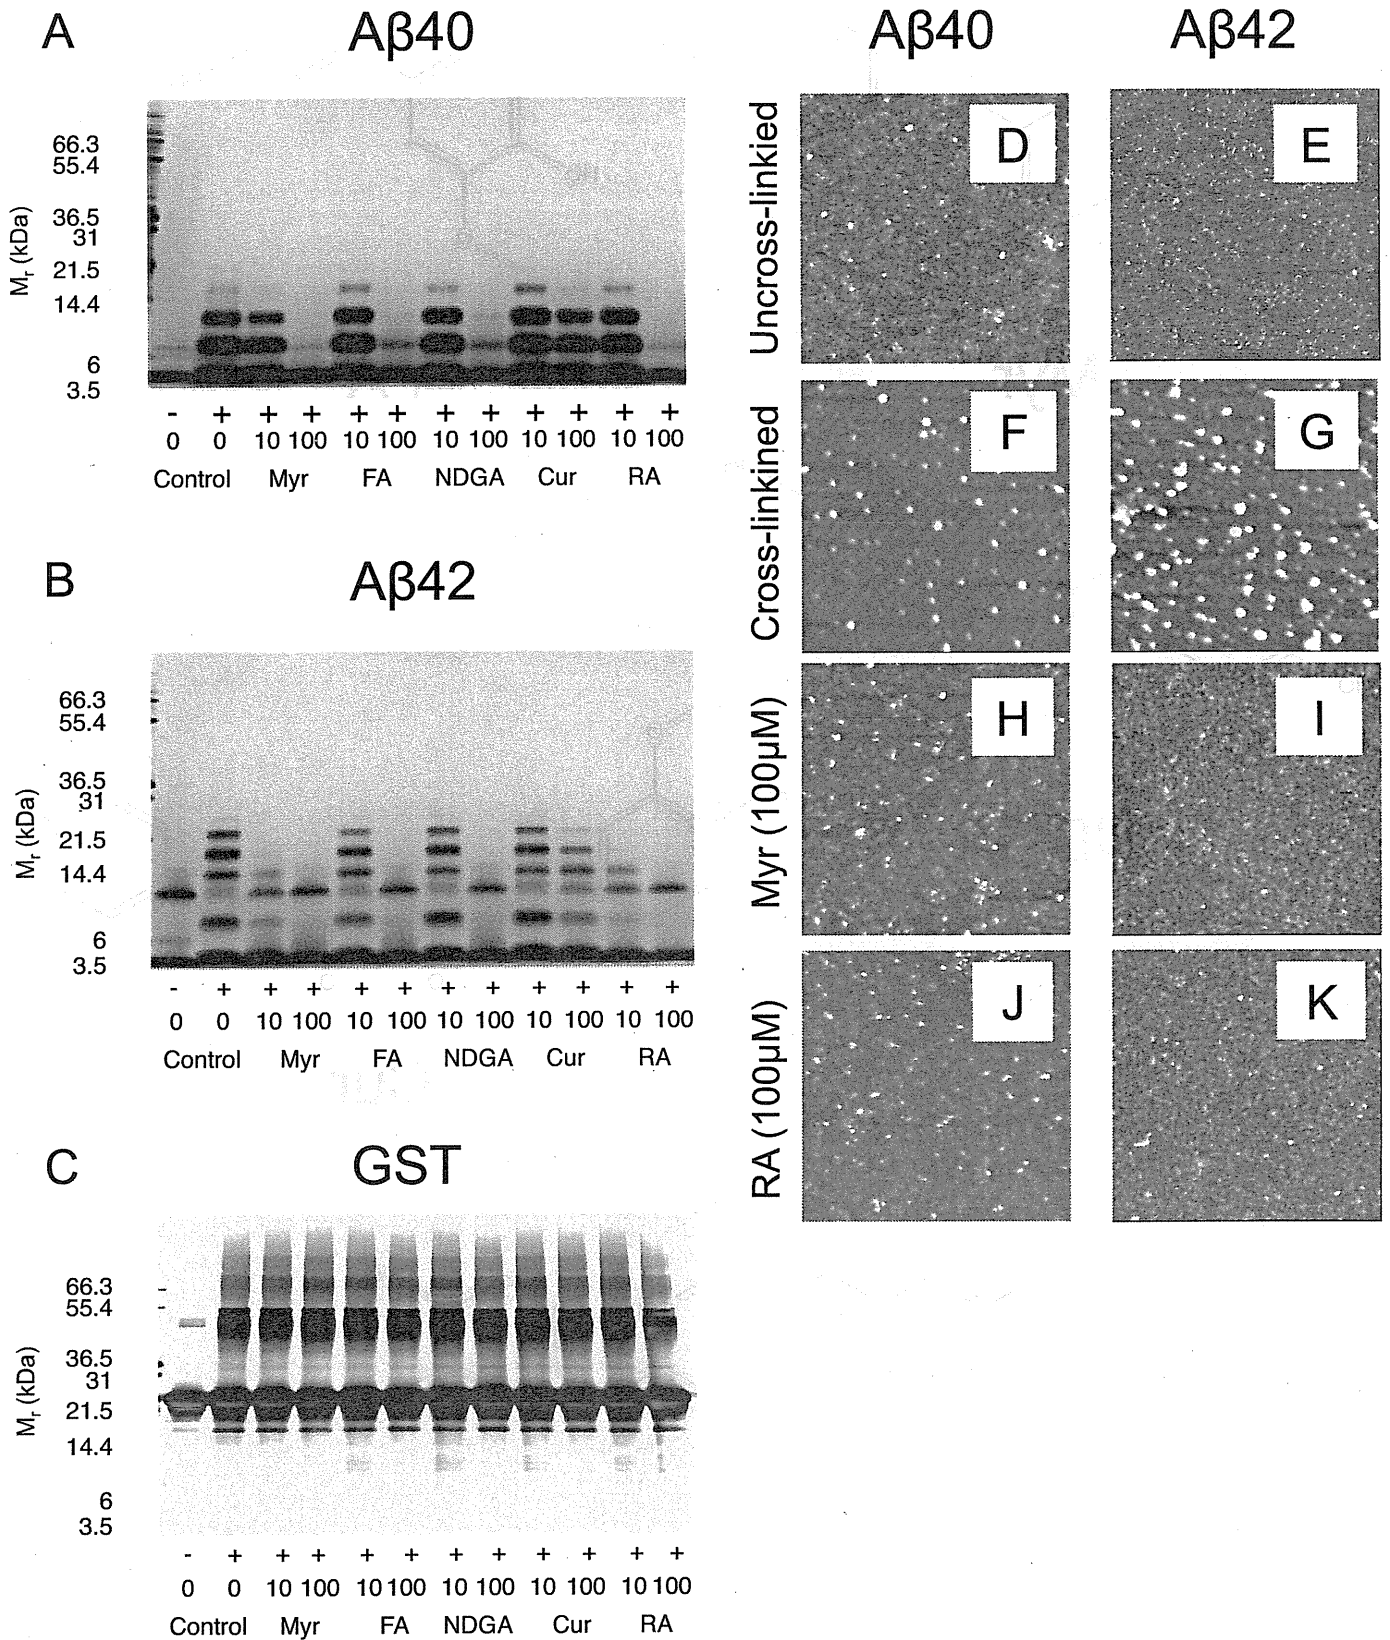 A Aβ40
66.3
55.4
36.5
31
21.5
14.4
6
3.5
Mr (kDa)
- + + + + + + + + + + +
0 0 10 100 10 100 10 100 10 100 10 100
Control Myr FA NDGA Cur RA
B Aβ42
66.3
55.4
36.5
31
21.5
14.4
6
3.5
Mr (kDa)
- + + + + + + + + + + +
0 0 10 100 10 100 10 100 10 100 10 100
Control Myr FA NDGA Cur RA
C GST
66.3
55.4
36.5
31
21.5
14.4
6
3.5
Mr (kDa)
- + + + + + + + + + + +
0 0 10 100 10 100 10 100 10 100 10 100
Control Myr FA NDGA Cur RA
Aβ40 Aβ42
Uncross-linkied
D E
Cross-linkined
F G
Myr (100μM)
H I
RA (100μM)
J K